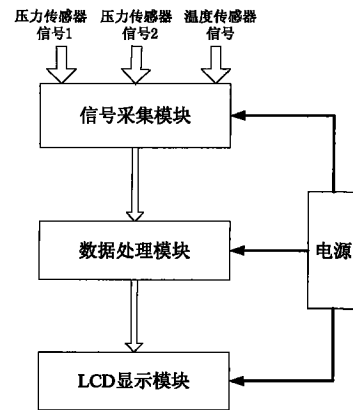 压力传感器 压力传感器 温度传感器
信号1 信号2 信号
信号采集模块
数据处理模块
电源
LCD显示模块